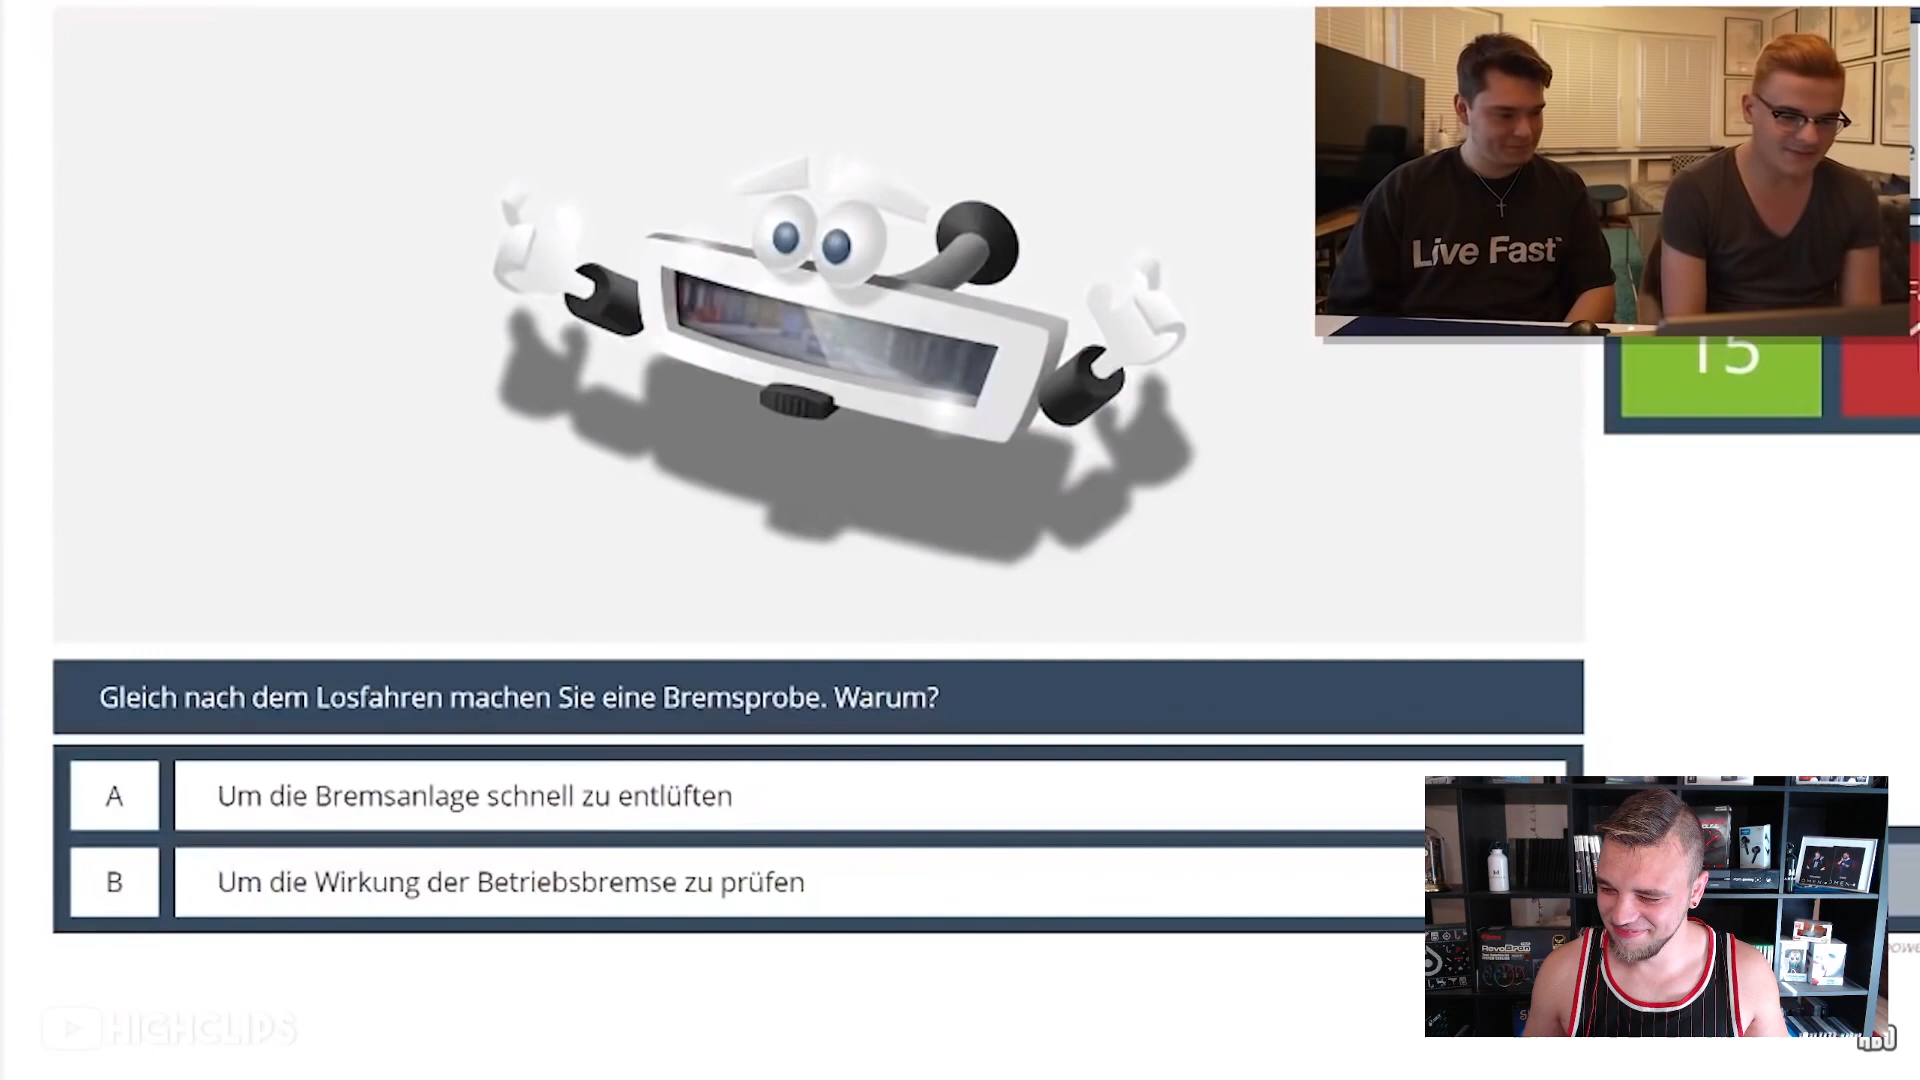 Live Fast™
15
Gleich nach dem Losfahren machen Sie eine Bremsprobe. Warum?
A
Um die Bremsanlage schnell zu entlüften
B
Um die Wirkung der Betriebsbremse zu prüfen
HIGHCLIPS